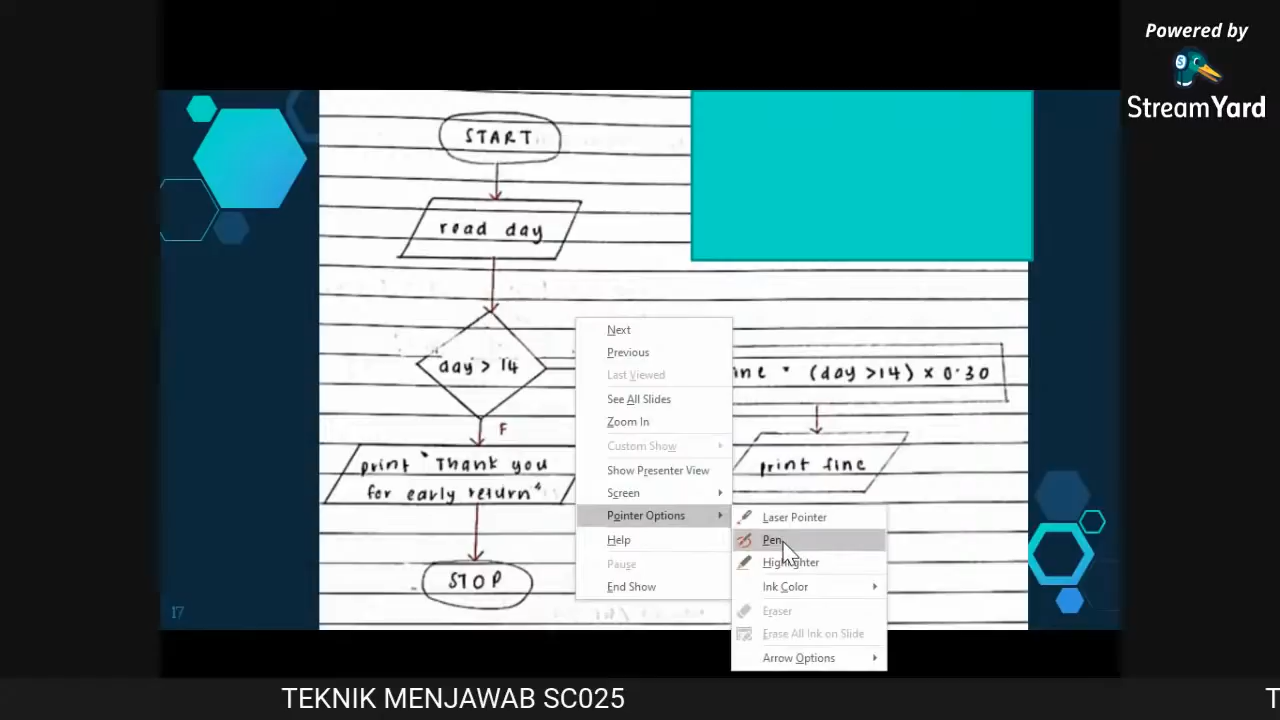 Powered by
StreamYard
START
read day
day > 14
F
print "Thank you
for early return"
STOP
(day >14) x 0.30
print fine
Next
Previous
Last Viewed
See All Slides
Zoom In
Custom Show
Show Presenter View
Screen
Pointer Options
Help
Pause
End Show
Laser Pointer
Pen
Highlighter
Ink Color
Eraser
Erase All Ink on Slide
Arrow Options
17
TEKNIK MENJAWAB SC025
T